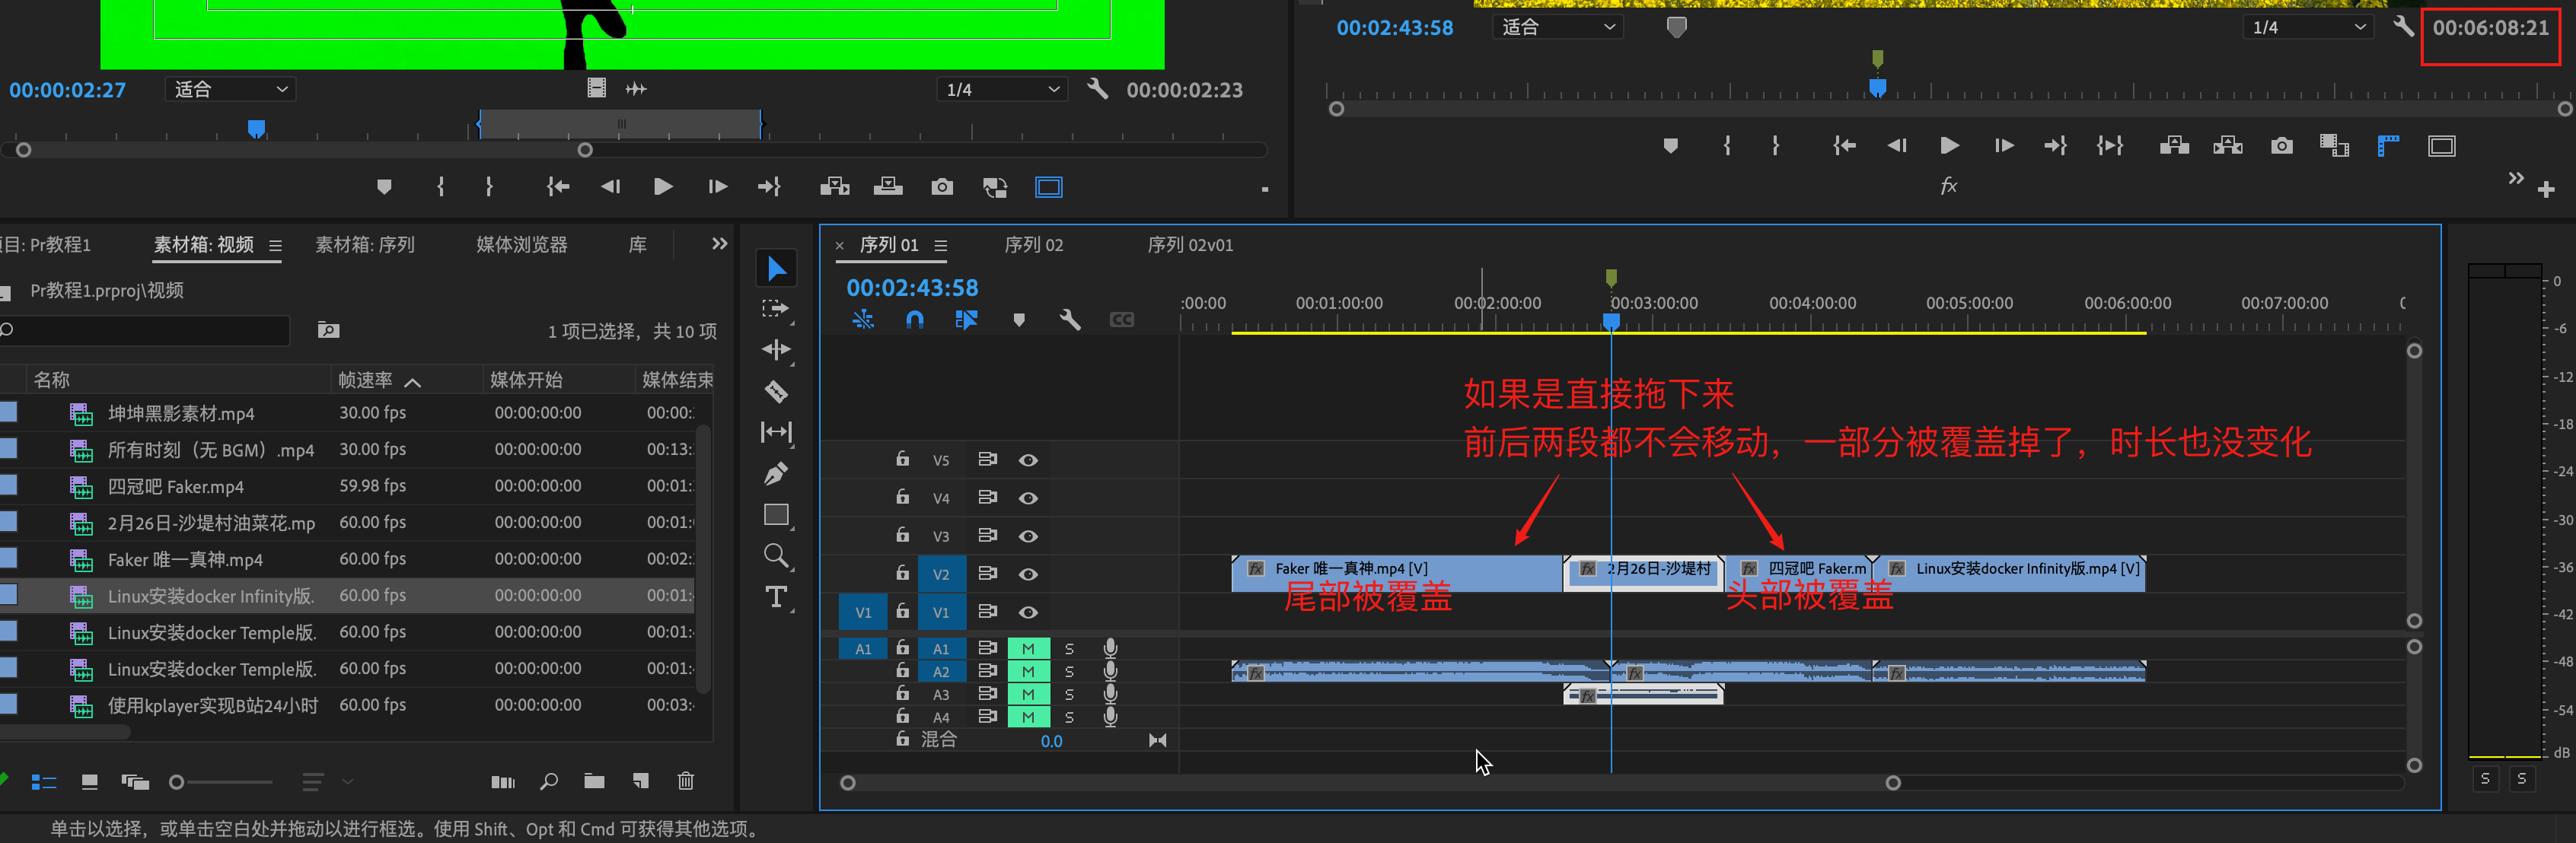 00:02:43:58
适合
1/4
00:06:08:21
00:00:02:27
适合
1/4
00:00:02:23
fx
Pr教程1
素材箱: 视频
素材箱: 序列
媒体浏览器
库
Pr教程1.prproj\视频
1 项已选择，共 10 项
名称
帧速率
媒体开始
媒体结束
坤坤黑影素材.mp4
30.00 fps
00:00:00:00
00:00:
所有时刻（无 BGM）.mp4
30.00 fps
00:00:00:00
00:13:
四冠吧 Faker.mp4
59.98 fps
00:00:00:00
00:01:
2月26日-沙堤村油菜花.mp
60.00 fps
00:00:00:00
00:01:
Faker 唯一真神.mp4
60.00 fps
00:00:00:00
00:02:
Linux安装docker Infinity版.
60.00 fps
00:00:00:00
00:01:
Linux安装docker Temple版.
60.00 fps
00:00:00:00
00:01:
Linux安装docker Temple版.
60.00 fps
00:00:00:00
00:01:
使用kplayer实现B站24小时
60.00 fps
00:00:00:00
00:03:
序列 01
序列 02
序列 02v01
00:02:43:58
CC
:00:00
00:01:00:00
00:02:00:00
00:03:00:00
00:04:00:00
00:05:00:00
00:06:00:00
00:07:00:00
如果是直接拖下来
前后两段都不会移动，一部分被覆盖掉了，时长也没变化
V5
V4
V3
V2
fx Faker 唯一真神.mp4 [V]
fx 2月26日-沙堤村
fx 四冠吧 Faker.m
fx Linux安装docker Infinity版.mp4 [V]
尾部被覆盖
头部被覆盖
V1
V1
A1
A1
M
S
A2
M
S
fx
fx
fx
A3
M
S
fx
A4
M
S
混合
0.0
0
-6
-12
-18
-24
-30
-36
-42
-48
-54
dB
S
S
单击以选择，或单击空白处并拖动以进行框选。使用 Shift、Opt 和 Cmd 可获得其他选项。